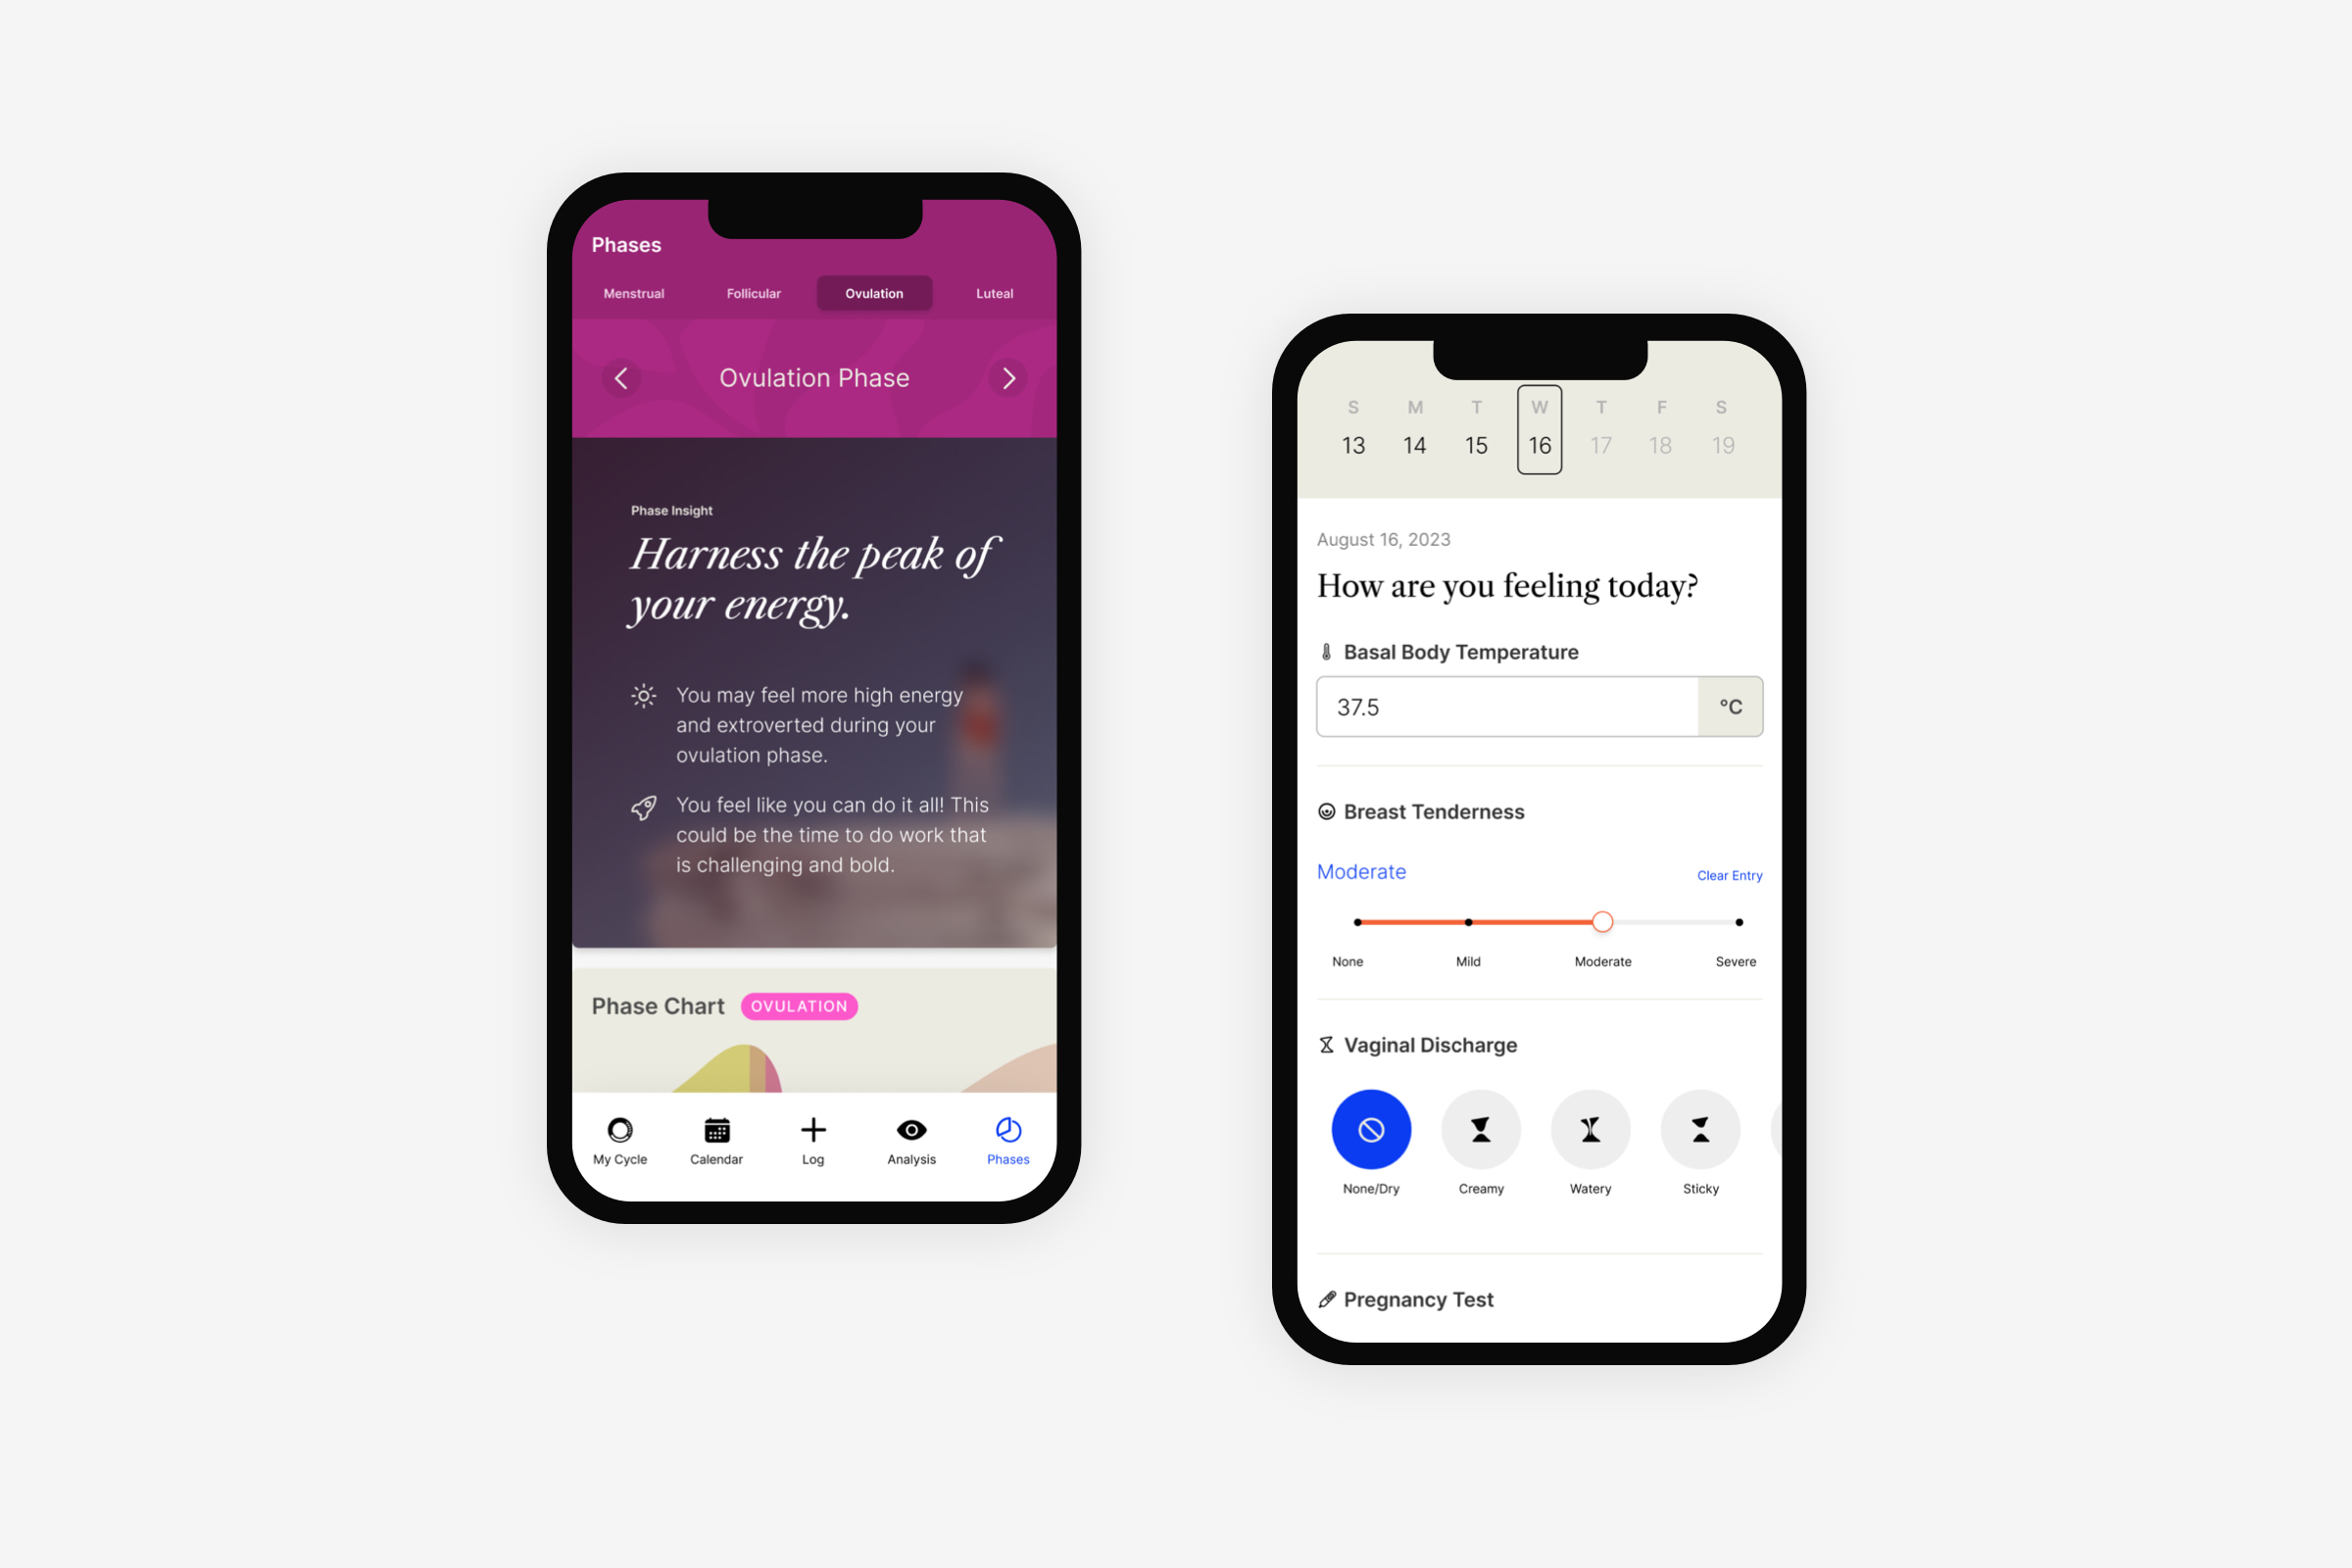 Phases
Menstrual Follicular Ovulation Luteal
Ovulation Phase
Phase Insight
Harness the peak of
your energy.
You may feel more high energy
and extroverted during your
ovulation phase.
You feel like you can do it all! This
could be the time to do work that
is challenging and bold.
Phase Chart OVULATION
My Cycle Calendar Log Analysis Phases
S M T W T F S
13 14 15 16 17 18 19
August 16, 2023
How are you feeling today?
Basal Body Temperature
37.5 °C
Breast Tenderness
Moderate Clear Entry
None Mild Moderate Severe
Vaginal Discharge
None/Dry Creamy Watery Sticky
Pregnancy Test